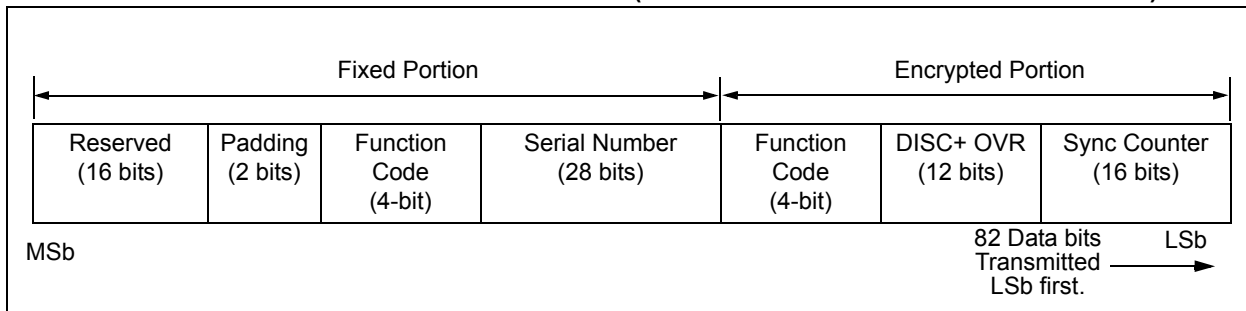 Fixed Portion
Encrypted Portion
Reserved
(16 bits)
Padding
(2 bits)
Function
Code
(4-bit)
Serial Number
(28 bits)
Function
Code
(4-bit)
DISC+ OVR
(12 bits)
Sync Counter
(16 bits)
MSb
82 Data bits
Transmitted
LSb first.
LSb